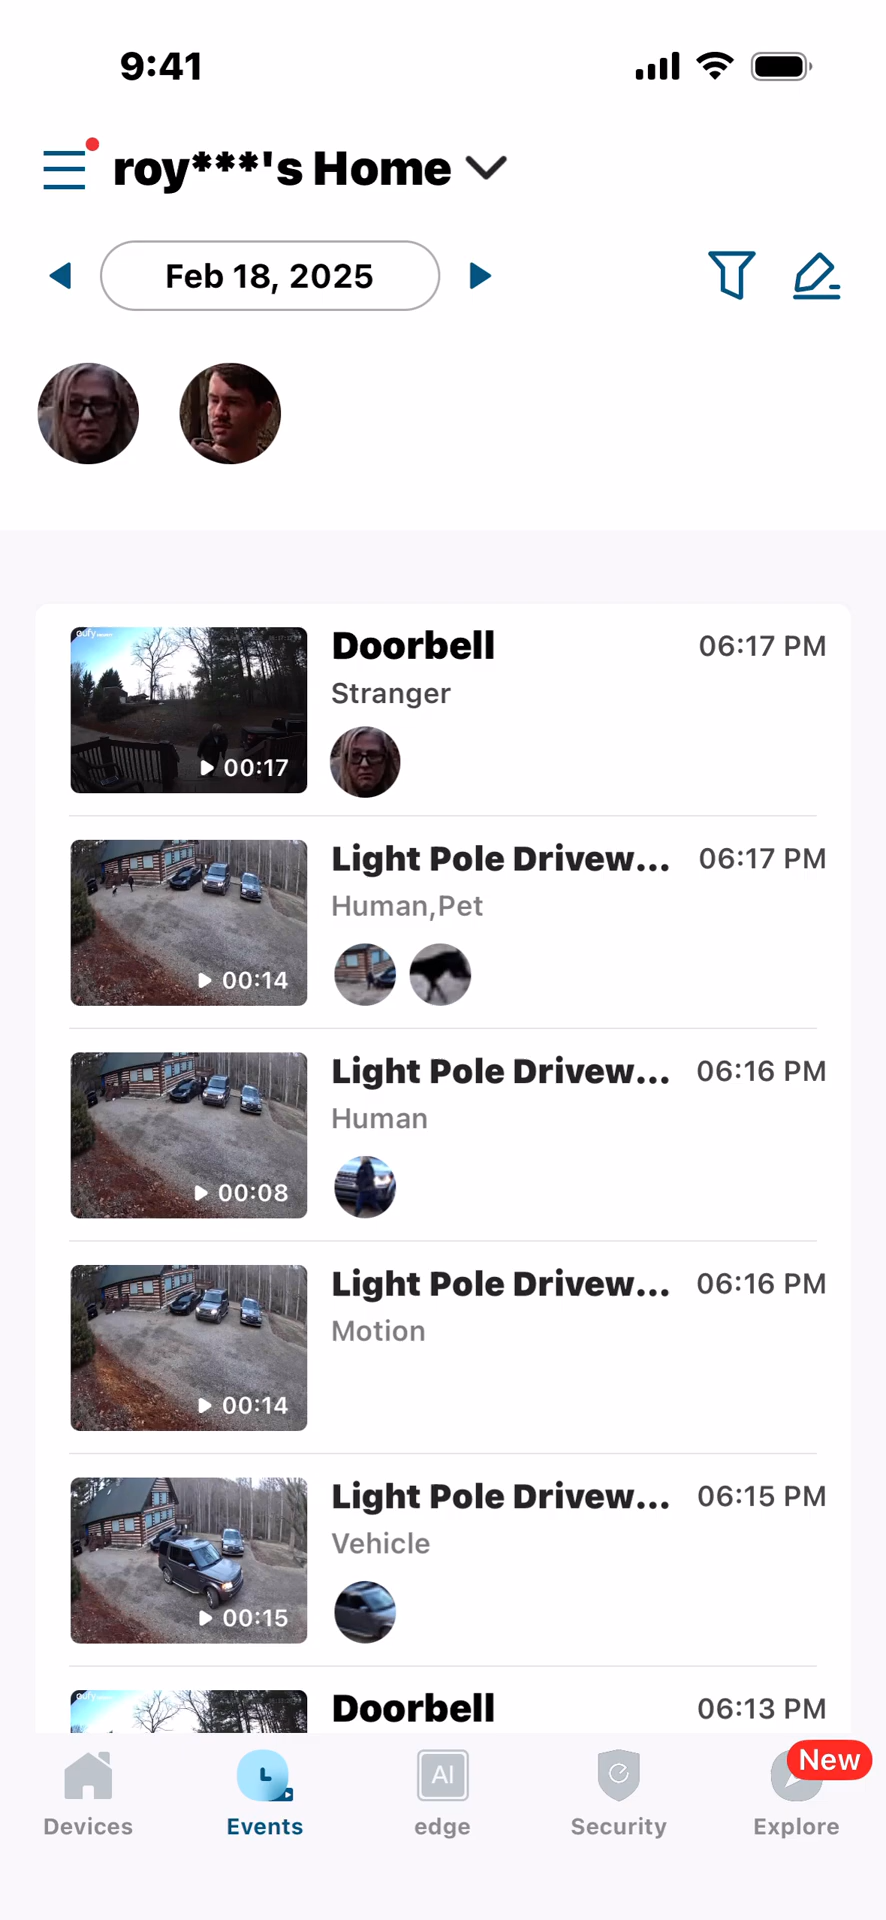 9:41
roy***'s Home
Feb 18, 2025
eufy
Doorbell
06:17 PM
Stranger
00:17
Light Pole Drivew...
06:17 PM
Human,Pet
00:14
Light Pole Drivew...
06:16 PM
Human
00:08
Light Pole Drivew...
06:16 PM
Motion
00:14
Light Pole Drivew...
06:15 PM
Vehicle
00:15
eufy
Doorbell
06:13 PM
AI
New
Devices
Events
edge
Security
Explore